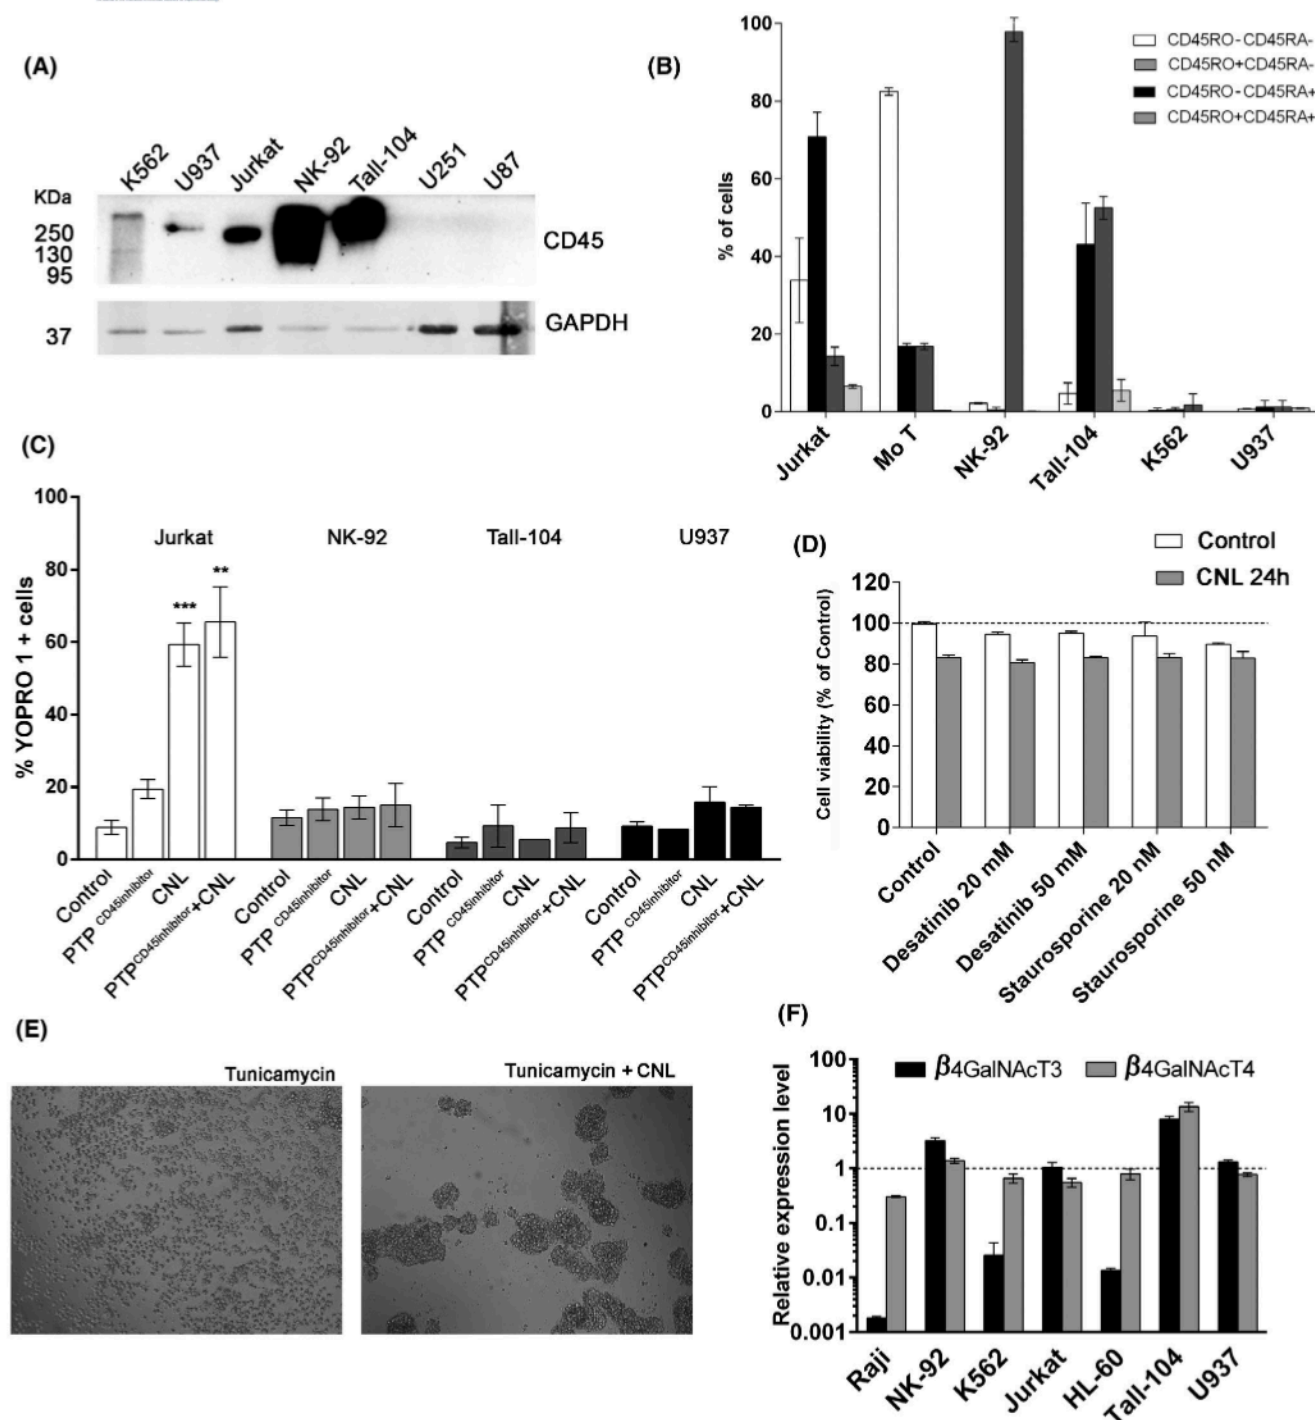 (A)
K562 U937 Jurkat NK-92 Tall-104 U251 U87
KDa
250
130
95
CD45
37
GAPDH
(B)
CD45RO-CD45RA-
CD45RO+CD45RA-
CD45RO-CD45RA+
CD45RO+CD45RA+
% of cells
100
80
60
40
20
0
Jurkat Mo T NK-92 Tall-104 K562 U937
(C)
% YOPRO 1 + cells
100
80
60
40
20
0
Jurkat NK-92 Tall-104 U937
*** **
Control PTP CD45inhibitor CNL PTPCD45inhibitor+CNL Control PTP CD45inhibitor CNL PTPCD45inhibitor+CNL Control PTP CD45inhibitor CNL PTPCD45inhibitor+CNL Control PTP CD45inhibitor CNL PTPCD45inhibitor+CNL
(D)
Control
CNL 24h
Cell viability (% of Control)
120
100
80
60
40
20
0
Control Desatinib 20 mM Desatinib 50 mM Staurosporine 20 nM Staurosporine 50 nM
(E)
Tunicamycin
Tunicamycin + CNL
(F)
β4GalNAcT3 β4GalNAcT4
Relative expression level
100
10
1
0.1
0.01
0.001
Raji NK-92 K562 Jurkat HL-60 Tall-104 U937